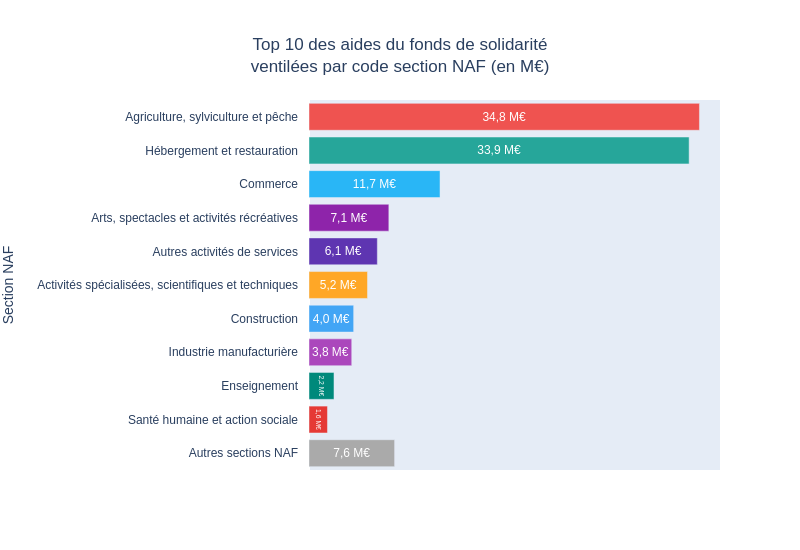 Top 10 des aides du fonds de solidarité
ventilées par code section NAF (en M€)
Section NAF
Agriculture, sylviculture et pêche 34,8 M€
Hébergement et restauration 33,9 M€
Commerce 11,7 M€
Arts, spectacles et activités récréatives 7,1 M€
Autres activités de services 6,1 M€
Activités spécialisées, scientifiques et techniques 5,2 M€
Construction 4,0 M€
Industrie manufacturière 3,8 M€
Enseignement 2,2 M€
Santé humaine et action sociale 1,6 M€
Autres sections NAF 7,6 M€